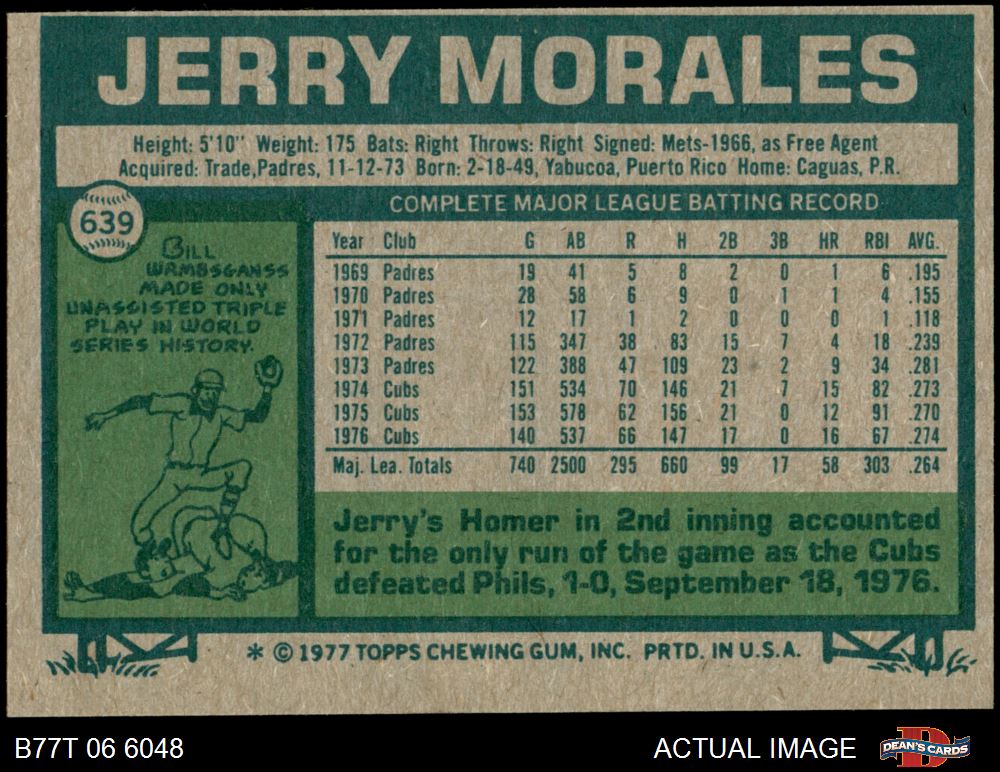 JERRY MORALES
Height: 5'10" Weight: 175 Bats: Right Throws: Right Signed: Mets-1966, as Free Agent
Acquired: Trade,Padres, 11-12-73 Born: 2-18-49, Yabucoa, Puerto Rico Home: Caguas, P.R.
639
BILL
WAMBSGANSS
MADE ONLY
UNASSISTED TRIPLE
PLAY IN WORLD
SERIES HISTORY.
COMPLETE MAJOR LEAGUE BATTING RECORD
Year Club G AB R H 2B 3B HR RBI AVG.
1969 Padres 19 41 5 8 2 0 1 6 .195
1970 Padres 28 58 6 9 0 1 1 4 .155
1971 Padres 12 17 1 2 0 0 0 1 .118
1972 Padres 115 347 38 83 15 7 4 18 .239
1973 Padres 122 388 47 109 23 2 9 34 .281
1974 Cubs 151 534 70 146 21 7 15 82 .273
1975 Cubs 153 578 62 156 21 0 12 91 .270
1976 Cubs 140 537 66 147 17 0 16 67 .274
Maj. Lea. Totals 740 2500 295 660 99 17 58 303 .264
Jerry's Homer in 2nd inning accounted
for the only run of the game as the Cubs
defeated Phils, 1-0, September 18, 1976.
* © 1977 TOPPS CHEWING GUM, INC. PRTD. IN U.S.A.
B77T 06 6048
ACTUAL IMAGE
D
DEAN'S CARDS